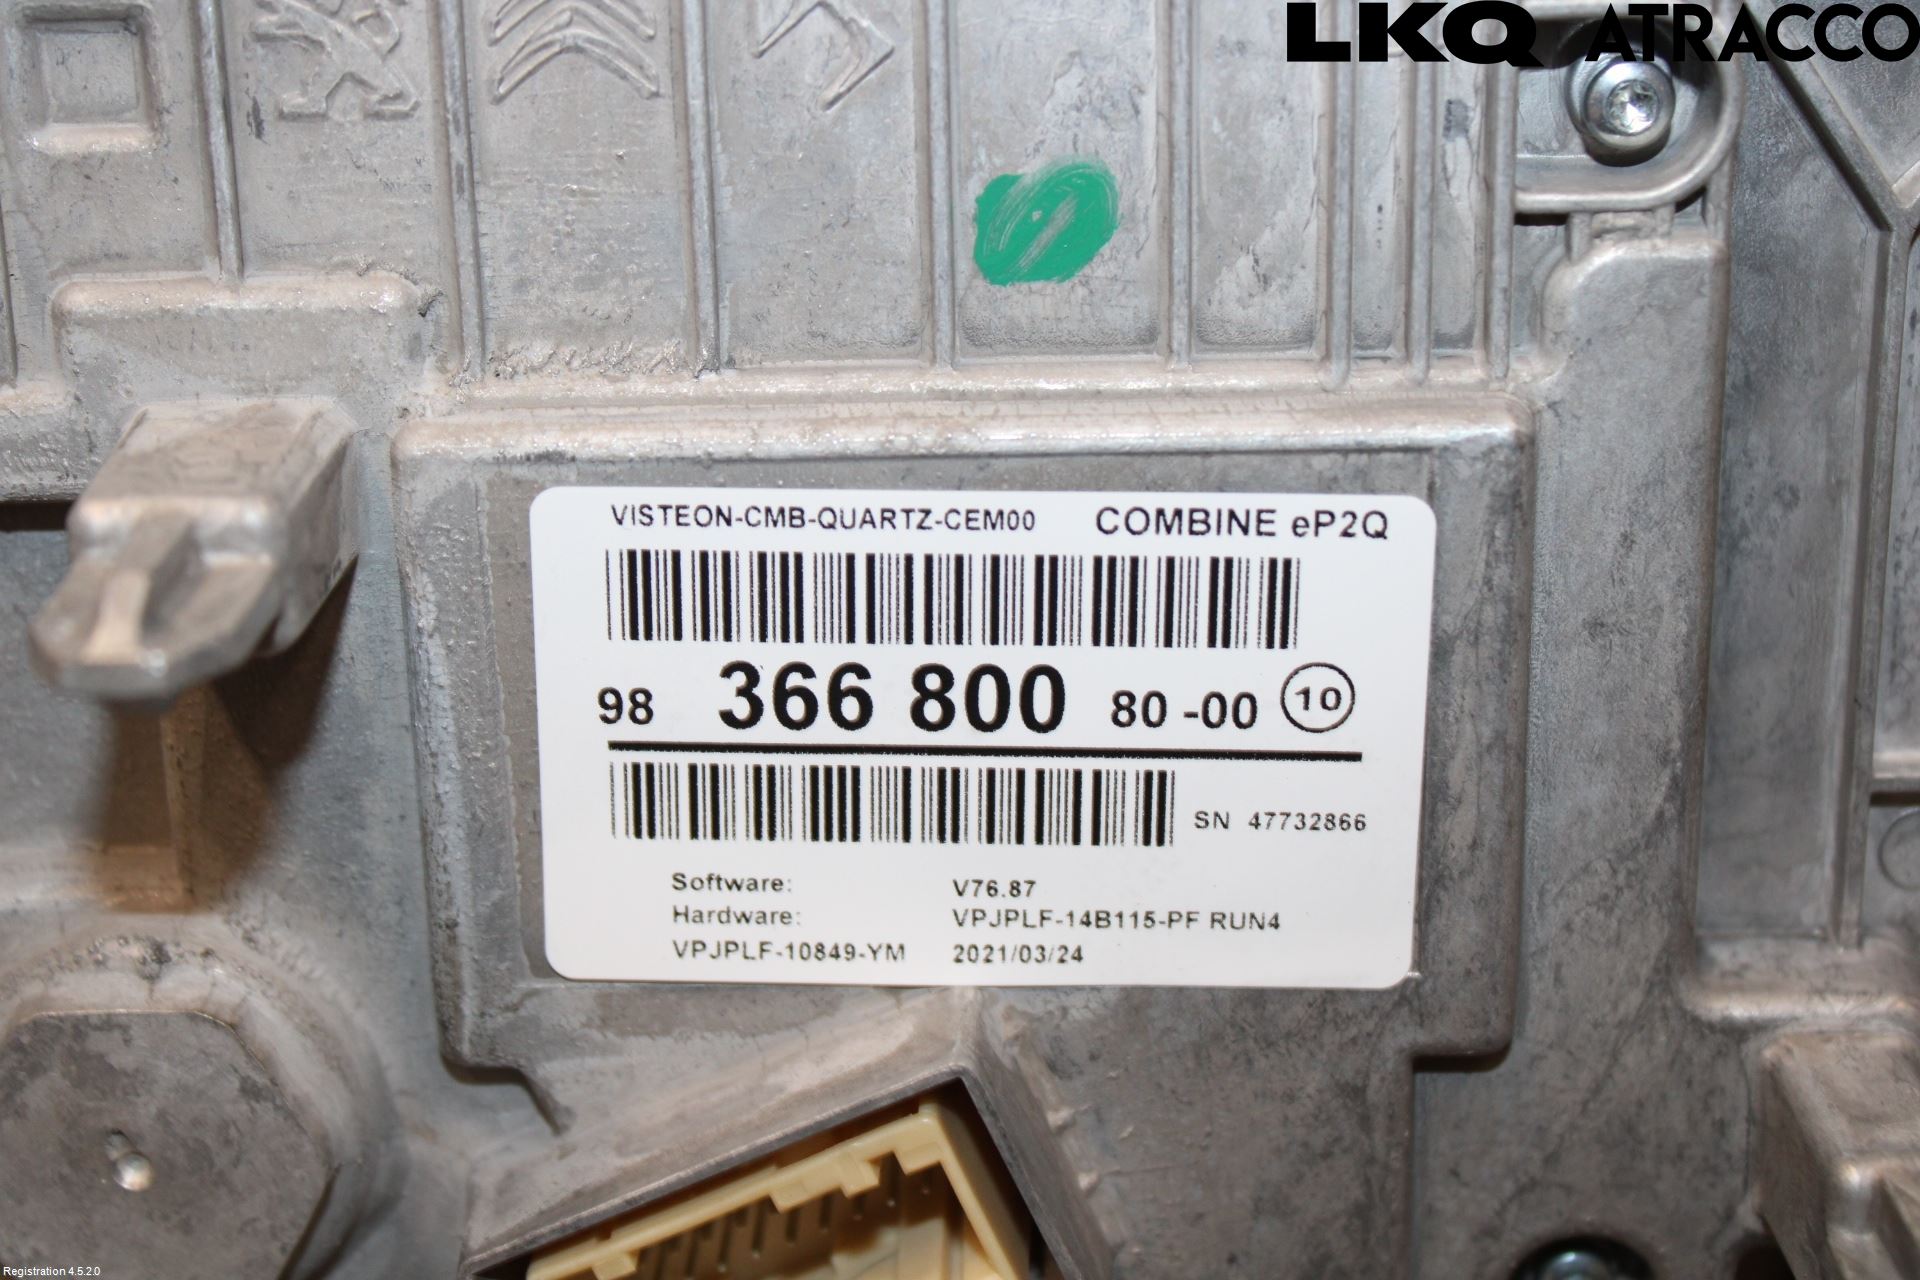 LKQ ATRACCO
VISTEON-CMB-QUARTZ-CEM00 COMBINE eP2Q
98 366 800 80 -00 10
SN 47732866
Software: V76.87
Hardware: VPJPLF-14B115-PF RUN4
VPJPLF-10849-YM 2021/03/24
Registration 4.5.2.0